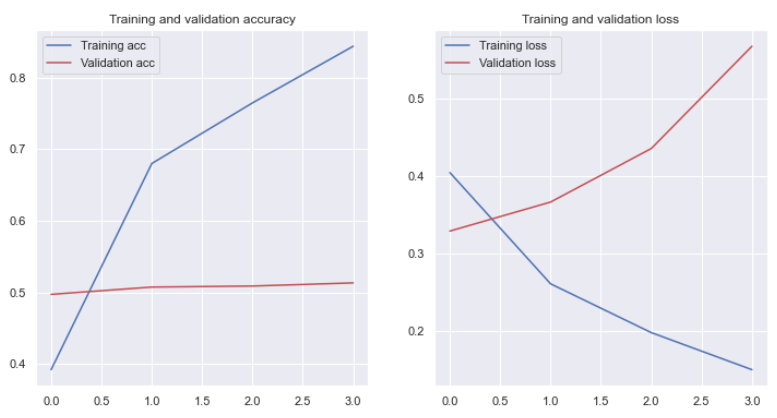 Training and validation accuracy
Training acc
Validation acc
0.8
0.7
0.6
0.5
0.4
0.0 0.5 1.0 1.5 2.0 2.5 3.0
Training and validation loss
Training loss
Validation loss
0.5
0.4
0.3
0.2
0.0 0.5 1.0 1.5 2.0 2.5 3.0